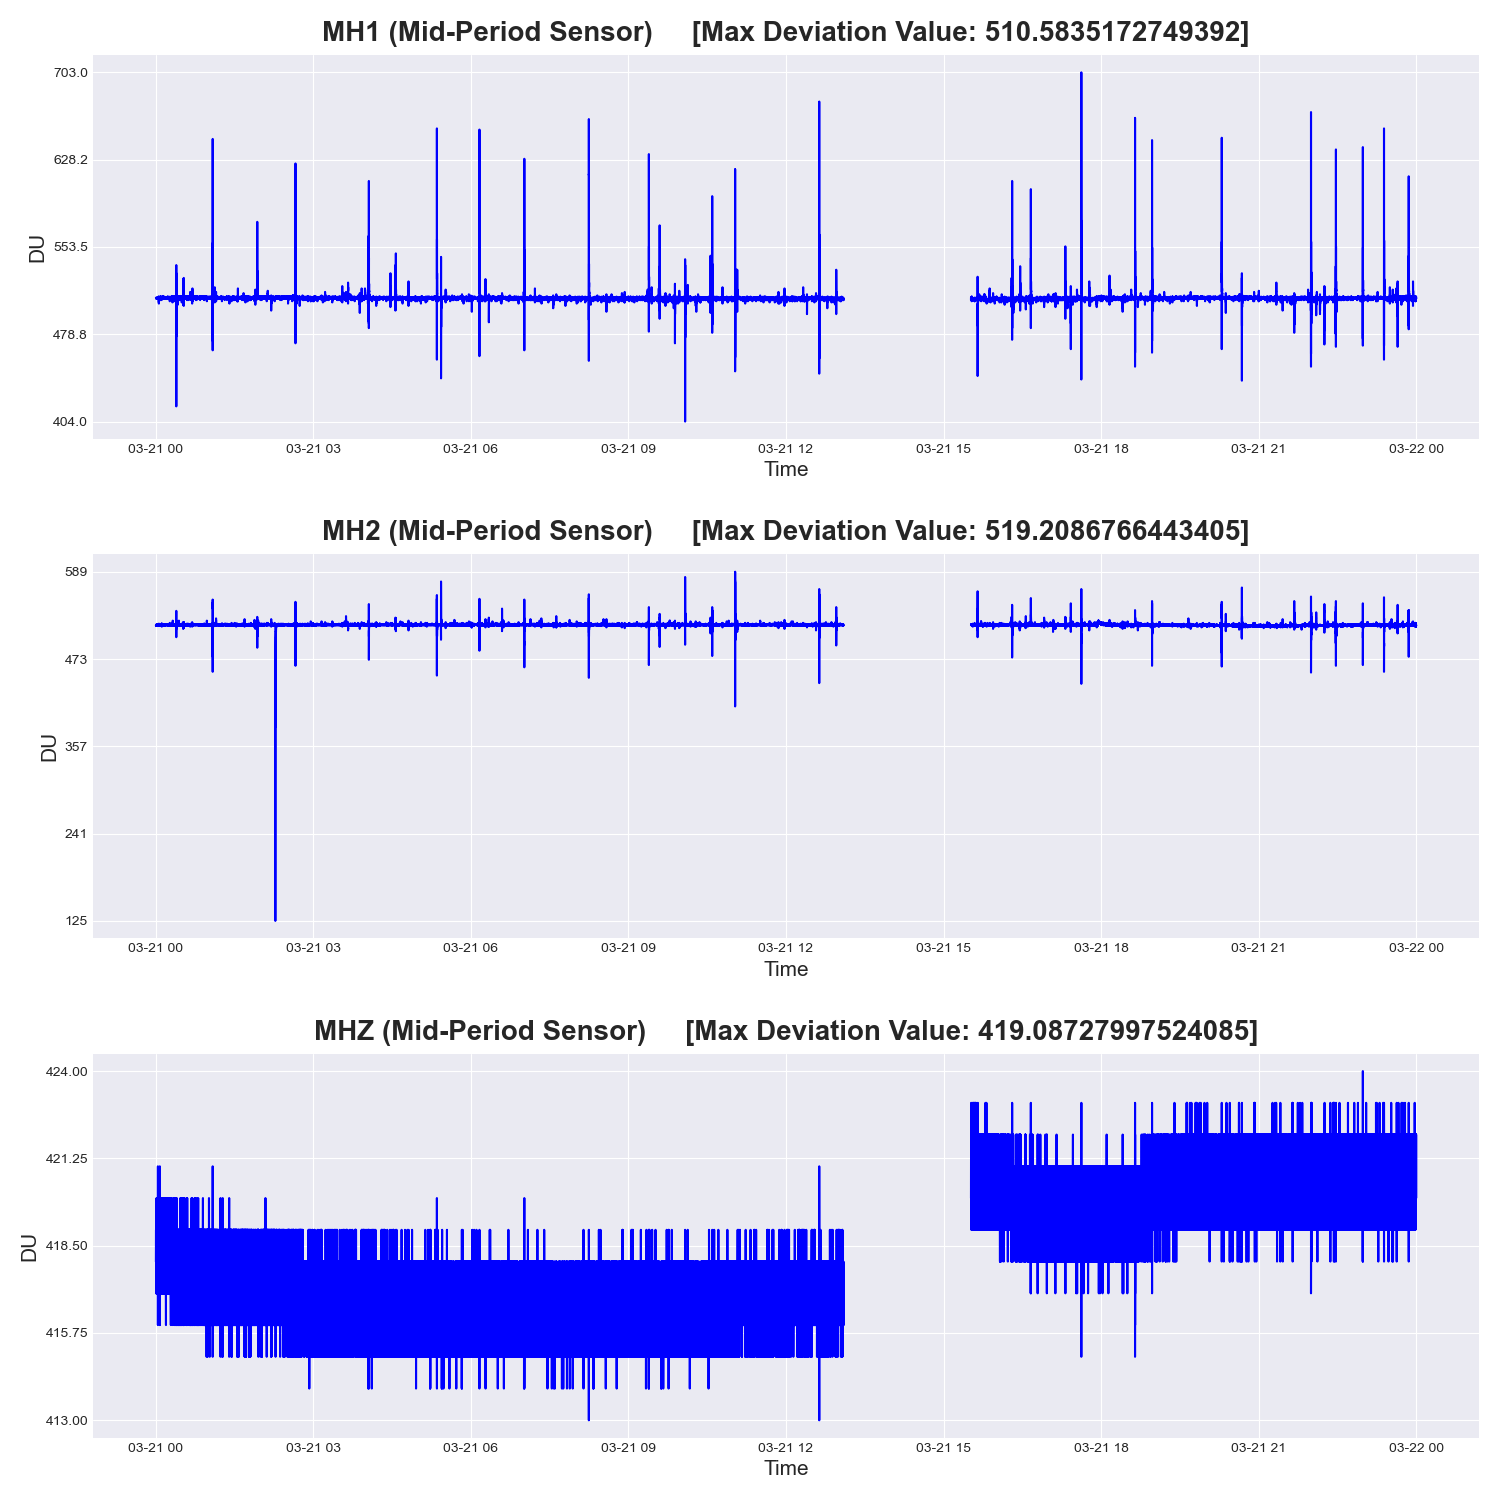 MH1 (Mid-Period Sensor) [Max Deviation Value: 510.5835172749392]
703.0
628.2
553.5
478.8
404.0
DU
03-21 00 03-21 03 03-21 06 03-21 09 03-21 12 03-21 15 03-21 18 03-21 21 03-22 00
Time
MH2 (Mid-Period Sensor) [Max Deviation Value: 519.2086766443405]
589
473
357
241
125
DU
03-21 00 03-21 03 03-21 06 03-21 09 03-21 12 03-21 15 03-21 18 03-21 21 03-22 00
Time
MHZ (Mid-Period Sensor) [Max Deviation Value: 419.08727997524085]
424.00
421.25
418.50
415.75
413.00
DU
03-21 00 03-21 03 03-21 06 03-21 09 03-21 12 03-21 15 03-21 18 03-21 21 03-22 00
Time